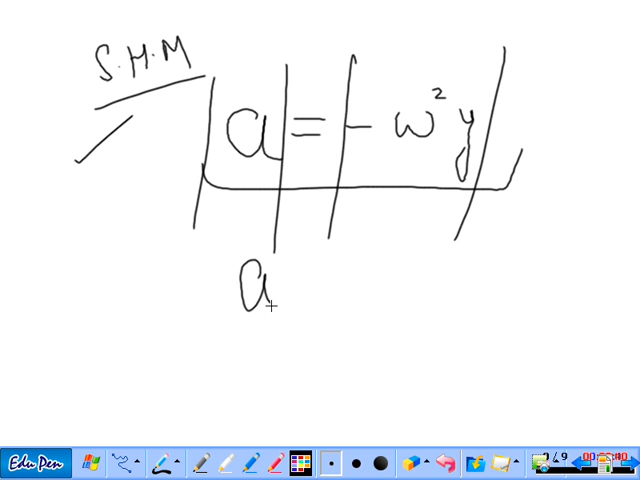 S.H.M
|a| = |- ω² y|
a
Edu Pen